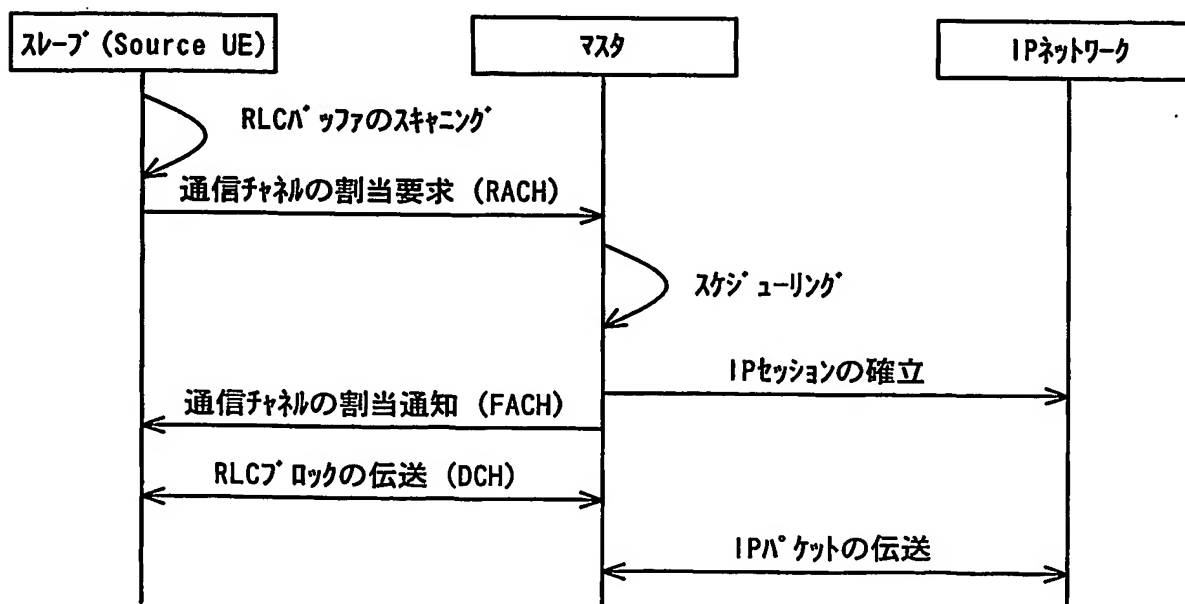 ｽﾚｰﾌﾞ (Source UE)
ﾏｽﾀ
IPﾈｯﾄﾜｰｸ
RLCﾊﾞｯﾌｧのｽｷｬﾆﾝｸﾞ
通信ﾁｬﾈﾙの割当要求 (RACH)
ｽｹｼﾞｭｰﾘﾝｸﾞ
IPｾｯｼｮﾝの確立
通信ﾁｬﾈﾙの割当通知 (FACH)
RLCﾌﾞﾛｯｸの伝送 (DCH)
IPﾊﾟｹｯﾄの伝送